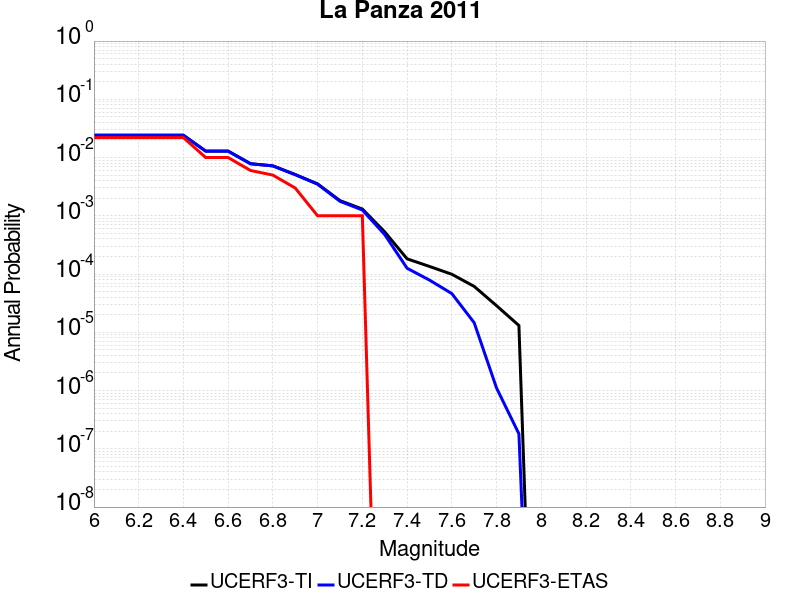 La Panza 2011
10^0
10^-1
10^-2
10^-3
10^-4
10^-5
10^-6
10^-7
10^-8
Annual Probability
6 6.2 6.4 6.6 6.8 7 7.2 7.4 7.6 7.8 8 8.2 8.4 8.6 8.8 9
Magnitude
UCERF3-TI UCERF3-TD UCERF3-ETAS